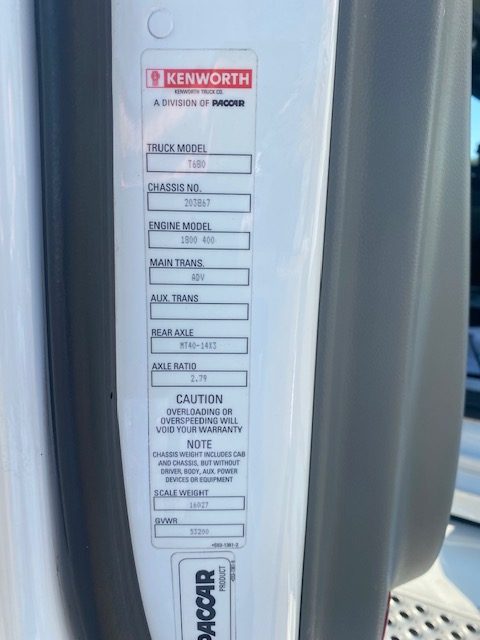 KENWORTH
KENWORTH TRUCK CO.
A DIVISION OF PACCAR
TRUCK MODEL
T680
CHASSIS NO.
203867
ENGINE MODEL
1800 400
MAIN TRANS.
ADV
AUX. TRANS
REAR AXLE
MT40-14X3
AXLE RATIO
2.79
CAUTION
OVERLOADING OR
OVERSPEEDING WILL
VOID YOUR WARRANTY
NOTE
CHASSIS WEIGHT INCLUDES CAB
AND CHASSIS, BUT WITHOUT
DRIVER, BODY, AUX. POWER
DEVICES OR EQUIPMENT
SCALE WEIGHT
16027
GVWR
53200
PACCAR
PRODUCT